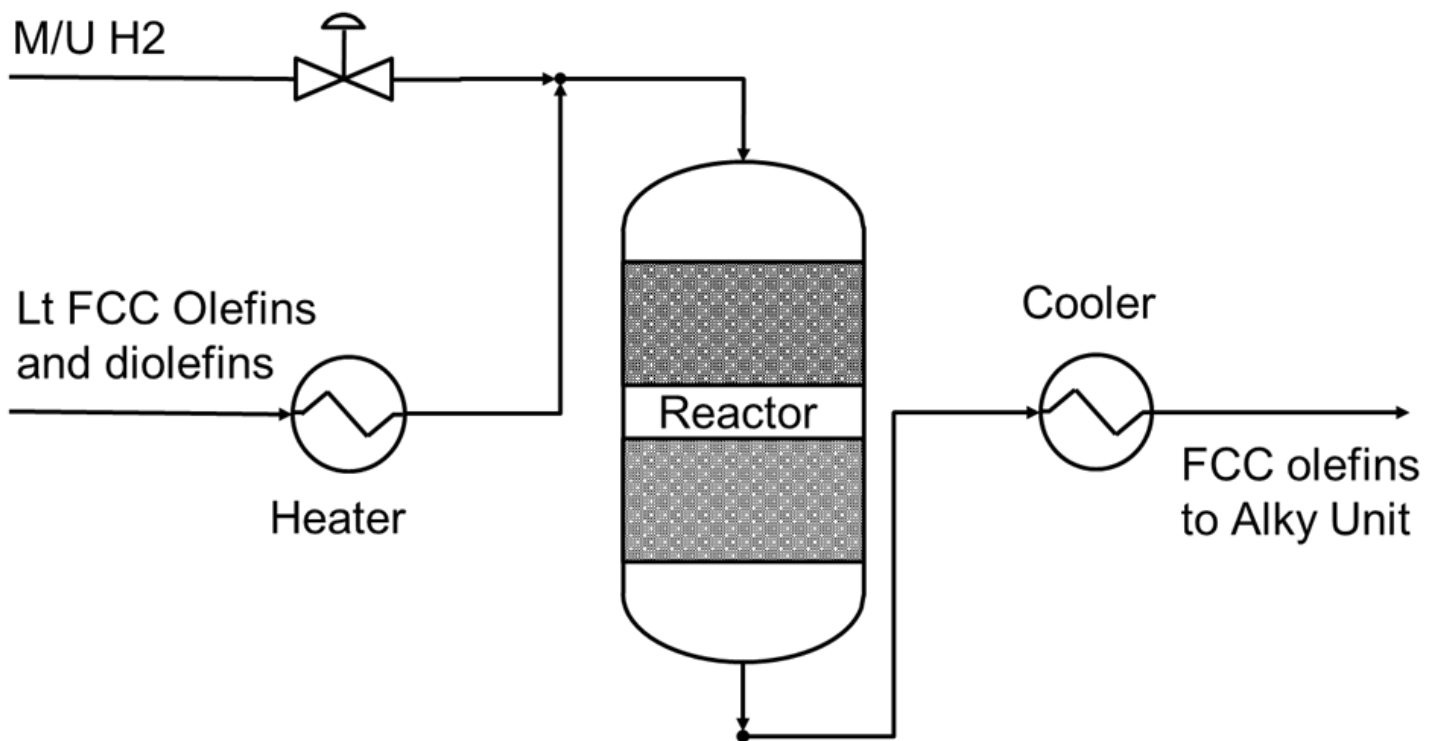 M/U H2
Lt FCC Olefins
and diolefins
Heater
Reactor
Cooler
FCC olefins
to Alky Unit